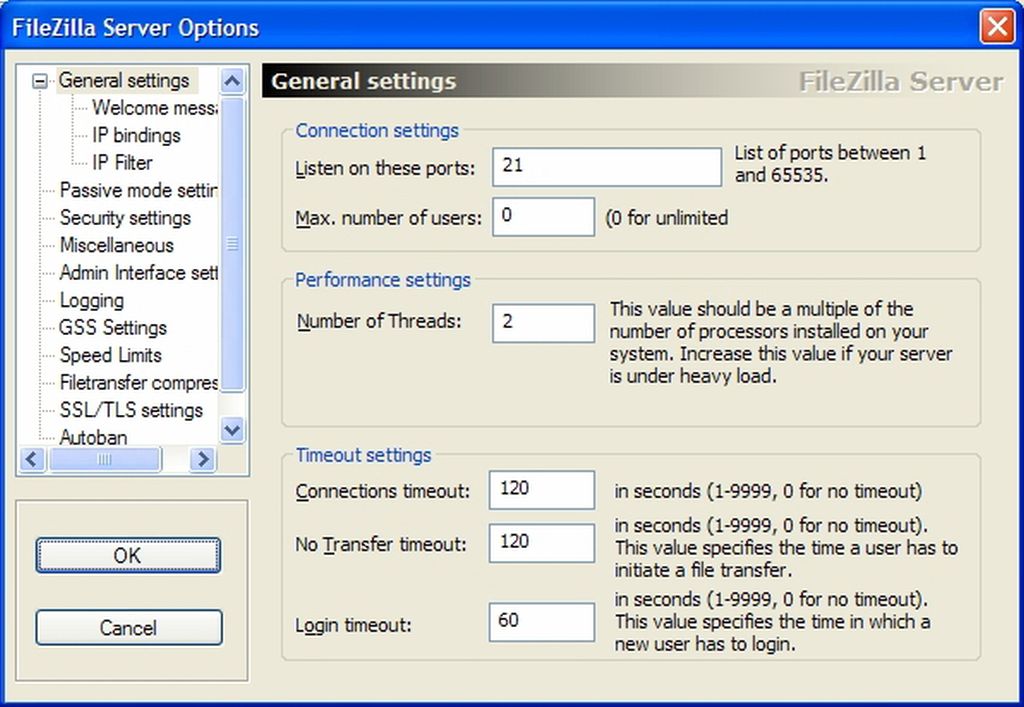 FileZilla Server Options
General settings
Welcome messa
IP bindings
IP Filter
Passive mode settin
Security settings
Miscellaneous
Admin Interface sett
Logging
GSS Settings
Speed Limits
Filetransfer compres
SSL/TLS settings
Autoban
OK
Cancel
General settings
FileZilla Server
Connection settings
Listen on these ports: 21 List of ports between 1
and 65535.
Max. number of users: 0 (0 for unlimited
Performance settings
Number of Threads: 2 This value should be a multiple of the
number of processors installed on your
system. Increase this value if your server
is under heavy load.
Timeout settings
Connections timeout: 120 in seconds (1-9999, 0 for no timeout)
No Transfer timeout: 120 in seconds (1-9999, 0 for no timeout).
This value specifies the time a user has to
initiate a file transfer.
Login timeout: 60 in seconds (1-9999, 0 for no timeout).
This value specifies the time in which a
new user has to login.